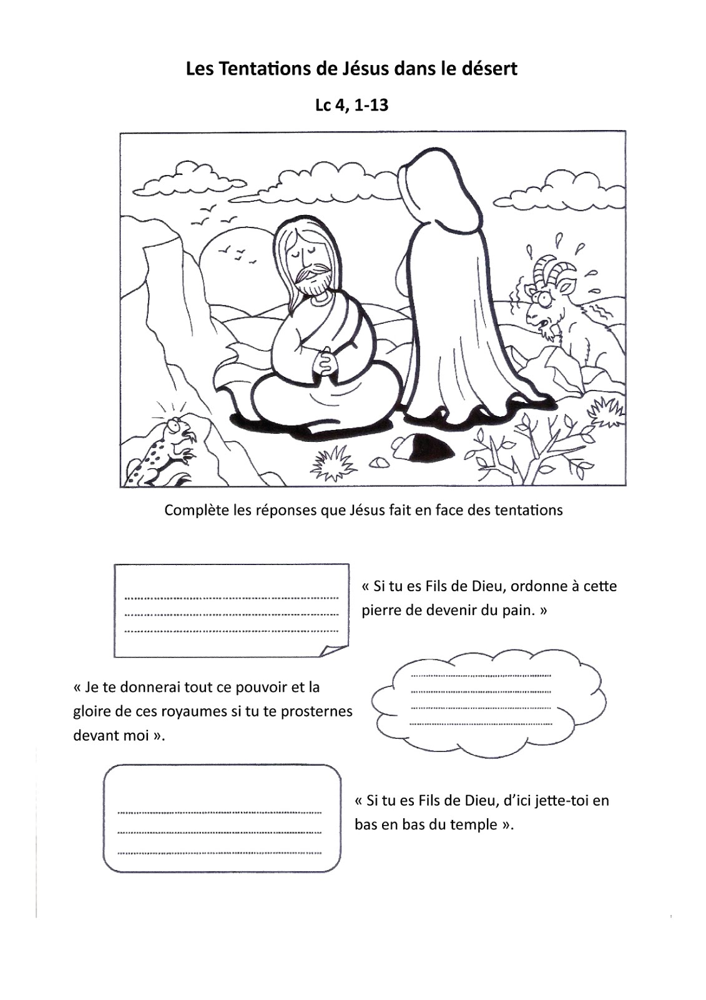 Les Tentations de Jésus dans le désert
Lc 4, 1-13
Complète les réponses que Jésus fait en face des tentations
« Si tu es Fils de Dieu, ordonne à cette
pierre de devenir du pain. »
« Je te donnerai tout ce pouvoir et la
gloire de ces royaumes si tu te prosternes
devant moi ».
« Si tu es Fils de Dieu, d’ici jette-toi en
bas en bas du temple ».